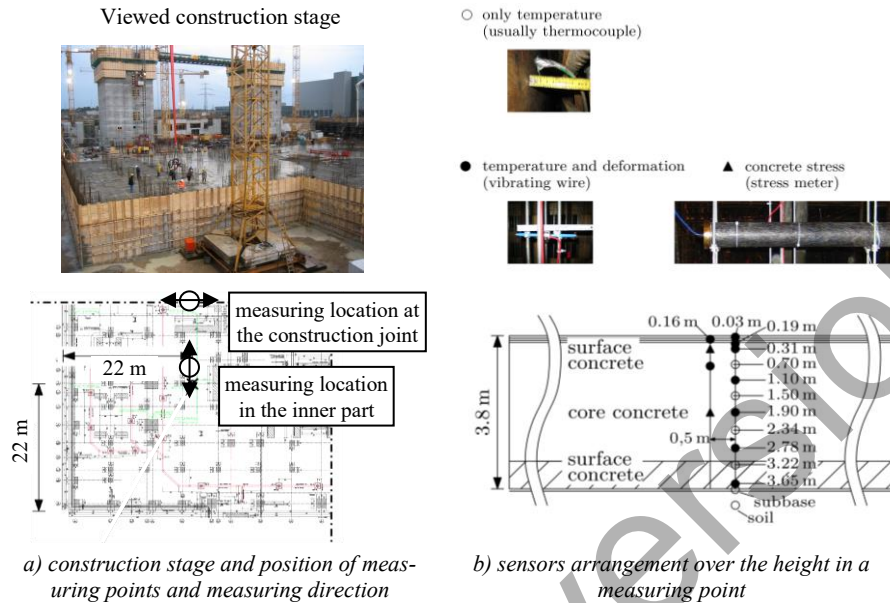 Viewed construction stage
measuring location at
the construction joint
22 m
measuring location
in the inner part
22 m
a) construction stage and position of meas-
uring points and measuring direction
only temperature
(usually thermocouple)
temperature and deformation
(vibrating wire)
concrete stress
(stress meter)
0.16 m
0.03 m
0.19 m
surface
concrete
0.31 m
0.70 m
1.10 m
1.50 m
core concrete
1.90 m
3.8 m
2.34 m
0,5 m
2.78 m
surface
concrete
3.22 m
3.65 m
subbase
soil
b) sensors arrangement over the height in a
measuring point